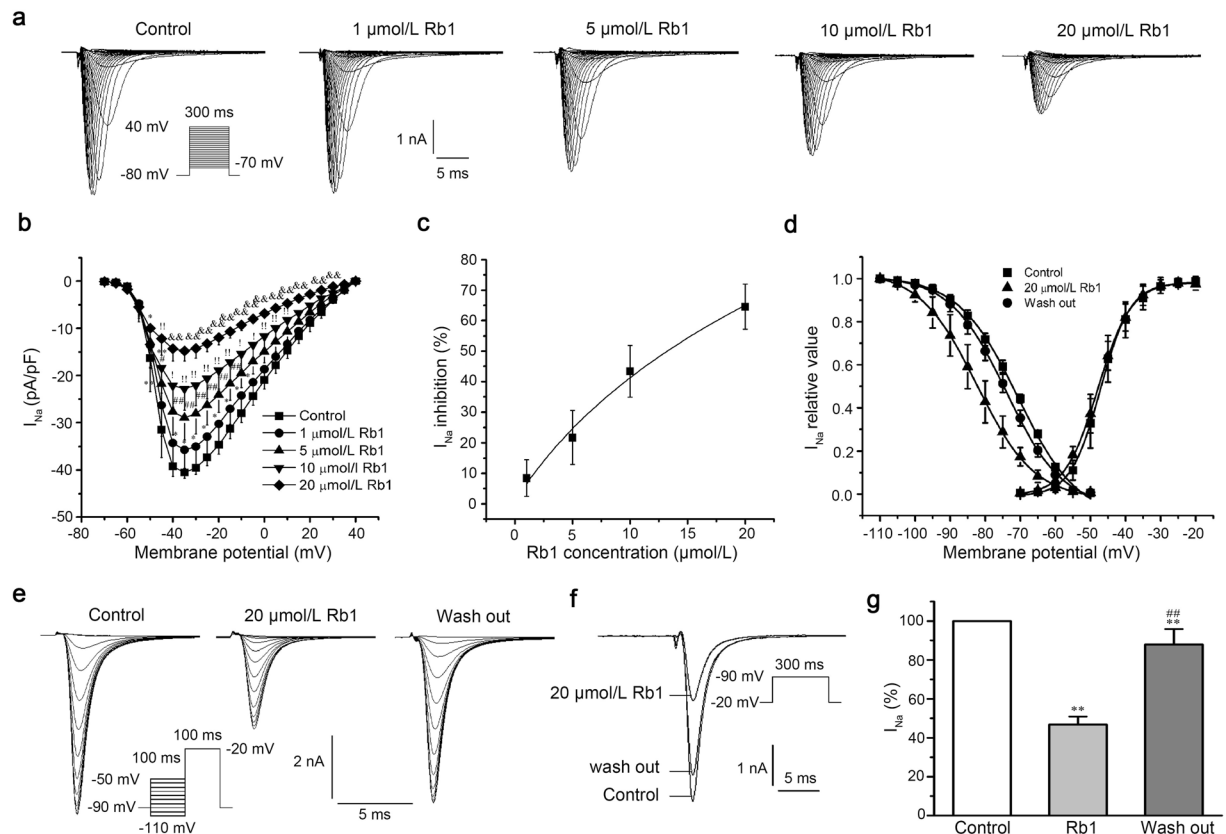 a
Control
1 μmol/L Rb1
5 μmol/L Rb1
10 μmol/L Rb1
20 μmol/L Rb1
300 ms
40 mV
-70 mV
-80 mV
1 nA
5 ms
b
I_Na (pA/pF)
0
-10
-20
-30
-40
-50
-80 -60 -40 -20 0 20 40
Membrane potential (mV)
Control
1 μmol/L Rb1
5 μmol/L Rb1
10 μmol/l Rb1
20 μmol/L Rb1
c
I_Na inhibition (%)
80
70
60
50
40
30
20
10
0
0 5 10 15 20
Rb1 concentration (μmol/L)
d
I_Na relative value
1.0
0.8
0.6
0.4
0.2
0.0
-110 -100 -90 -80 -70 -60 -50 -40 -30 -20
Membrane potential (mV)
Control
20 μmol/L Rb1
Wash out
e
Control
20 μmol/L Rb1
Wash out
100 ms
-20 mV
100 ms
-50 mV
-90 mV
-110 mV
2 nA
5 ms
f
20 μmol/L Rb1
wash out
Control
300 ms
-90 mV
-20 mV
1 nA
5 ms
g
I_Na (%)
100
80
60
40
20
0
**
##
**
Control Rb1 Wash out